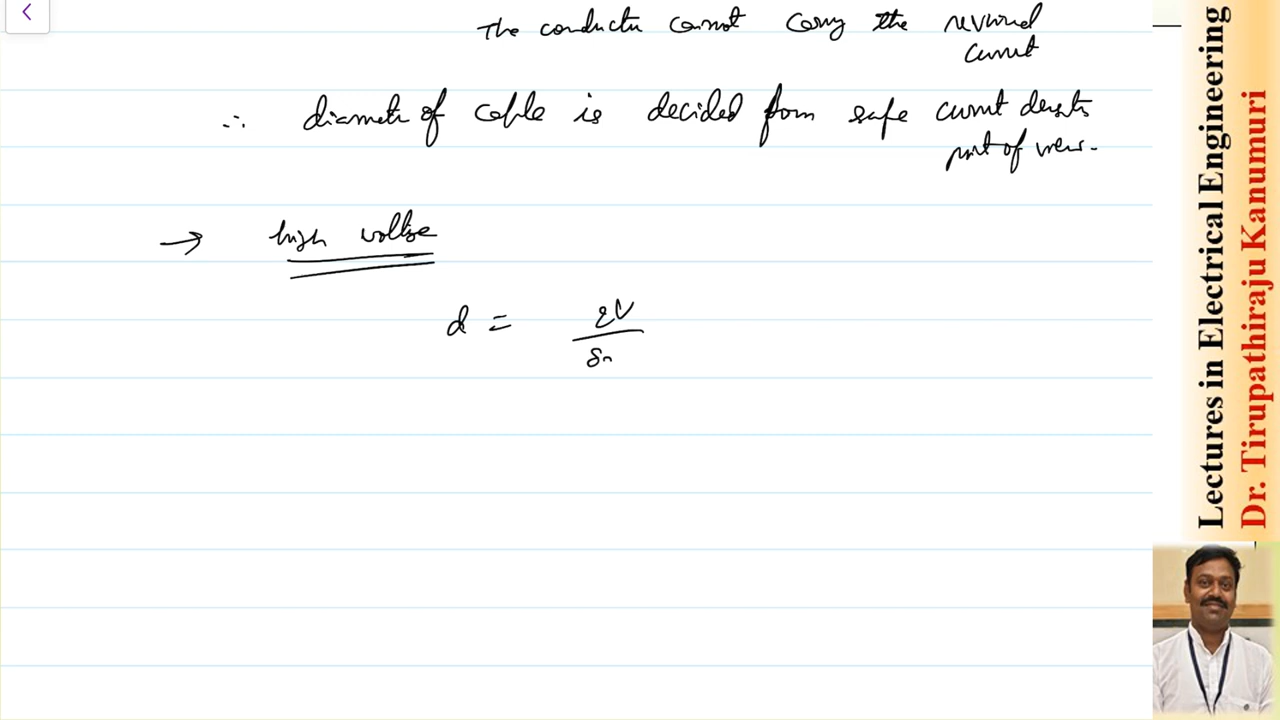 The conductor cannot carry the required
current
∴ diameter of cable is decided from safe current density
point of view.
→ high voltage
d = 2V
gm
Lectures in Electrical Engineering
Dr. Tirupathiraju Kanumuri